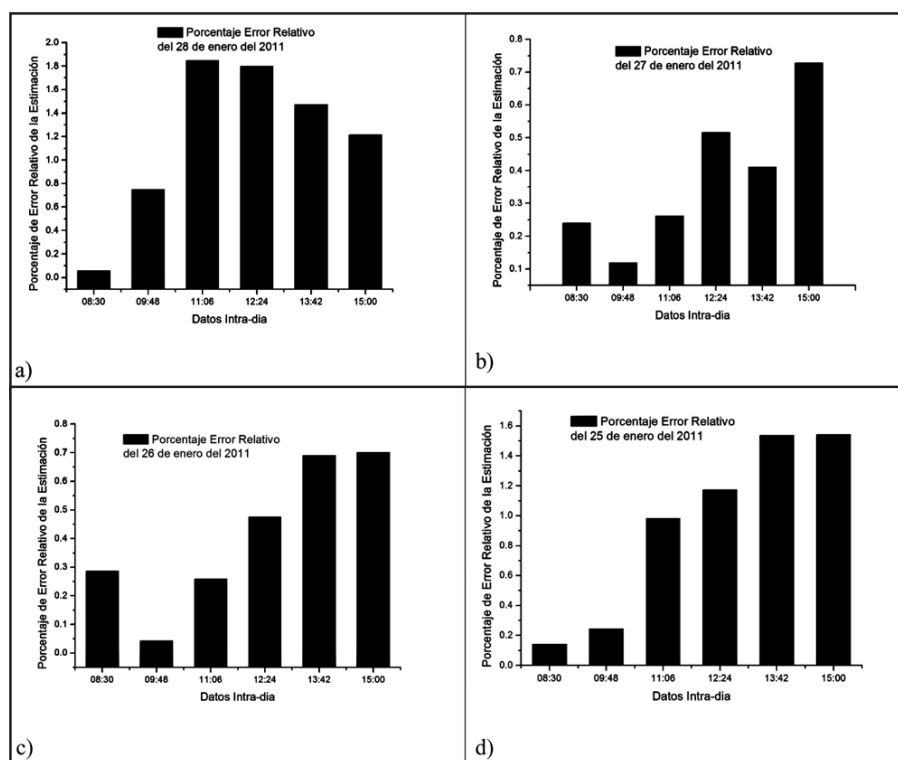 Porcentaje Error Relativo
del 28 de enero del 2011
Porcentaje de Error Relativo de la Estimación
2.0
1.8
1.6
1.4
1.2
1.0
0.8
0.6
0.4
0.2
0.0
08:30 09:48 11:06 12:24 13:42 15:00
Datos Intra-dia
a)
Porcentaje Error Relativo
del 27 de enero del 2011
Porcentaje de Error Relativo de la Estimación
0.8
0.7
0.6
0.5
0.4
0.3
0.2
0.1
08:30 09:48 11:06 12:24 13:42 15:00
Datos Intra-dia
b)
Porcentaje Error Relativo
del 26 de enero del 2011
Porcentaje de Error Relativo de la Estimación
0.8
0.7
0.6
0.5
0.4
0.3
0.2
0.1
0.0
08:30 09:48 11:06 12:24 13:42 15:00
Datos Intra-dia
c)
Porcentaje Error Relativo
del 25 de enero del 2011
Porcentaje de Error Relativo de la Estimación
1.6
1.4
1.2
1.0
0.8
0.6
0.4
0.2
0.0
08:30 09:48 11:06 12:24 13:42 15:00
Datos Intra-dia
d)